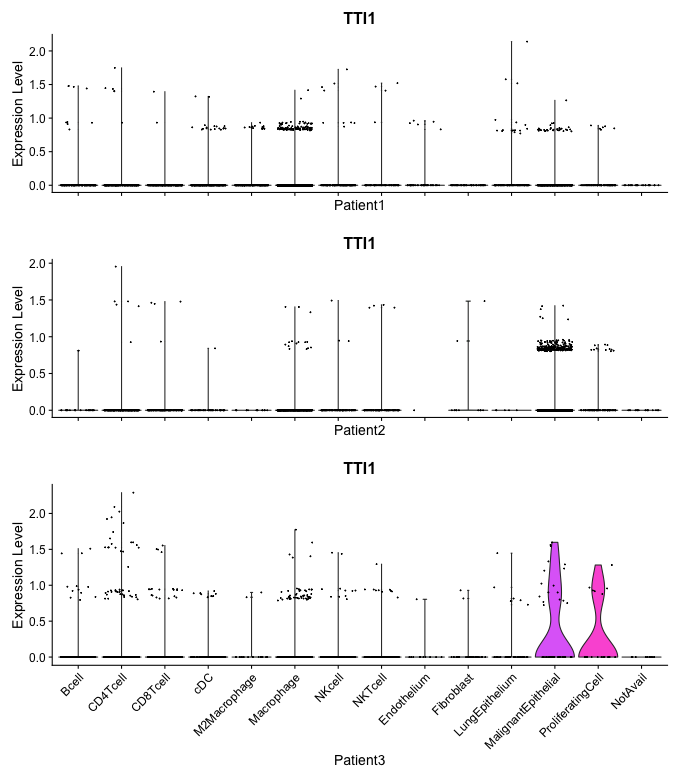 TTI1
Expression Level
2.0
1.5
1.0
0.5
0.0
Patient1
TTI1
Expression Level
2.0
1.5
1.0
0.5
0.0
Patient2
TTI1
Expression Level
2.0
1.5
1.0
0.5
0.0
Bcell
CD4Tcell
CD8Tcell
cDC
M2Macrophage
Macrophage
NKcell
NKTcell
Endothelium
Fibroblast
LungEpithelium
MalignantEpithelial
ProliferatingCell
NotAvail
Patient3